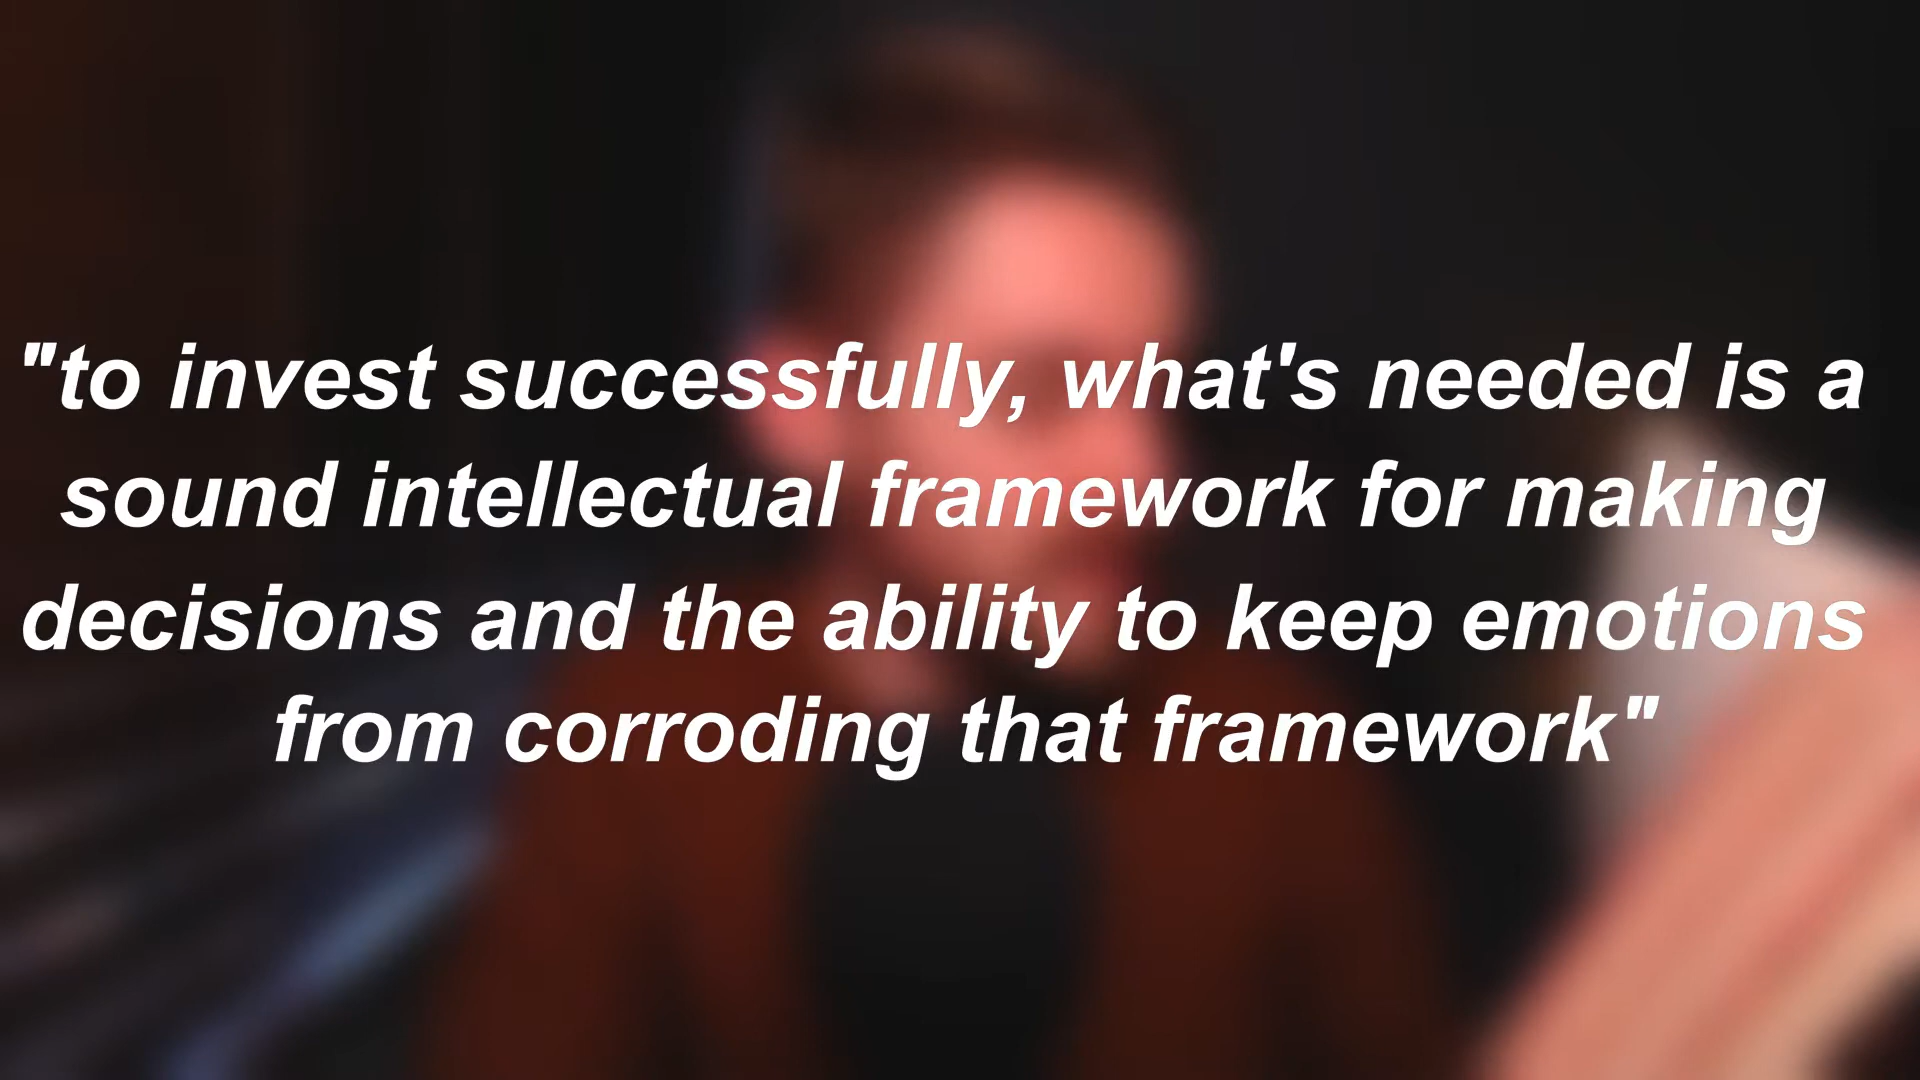 "to invest successfully, what's needed is a
sound intellectual framework for making
decisions and the ability to keep emotions
from corroding that framework"